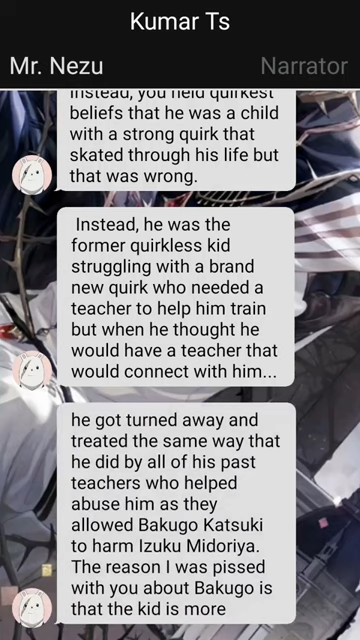 Kumar Ts
Mr. Nezu
Narrator
Instead, you held quirkest
beliefs that he was a child
with a strong quirk that
skated through his life but
that was wrong.
Instead, he was the
former quirkless kid
struggling with a brand
new quirk who needed a
teacher to help him train
but when he thought he
would have a teacher that
would connect with him...
he got turned away and
treated the same way that
he did by all of his past
teachers who helped
abuse him as they
allowed Bakugo Katsuki
to harm Izuku Midoriya.
The reason I was pissed
with you about Bakugo is
that the kid is more